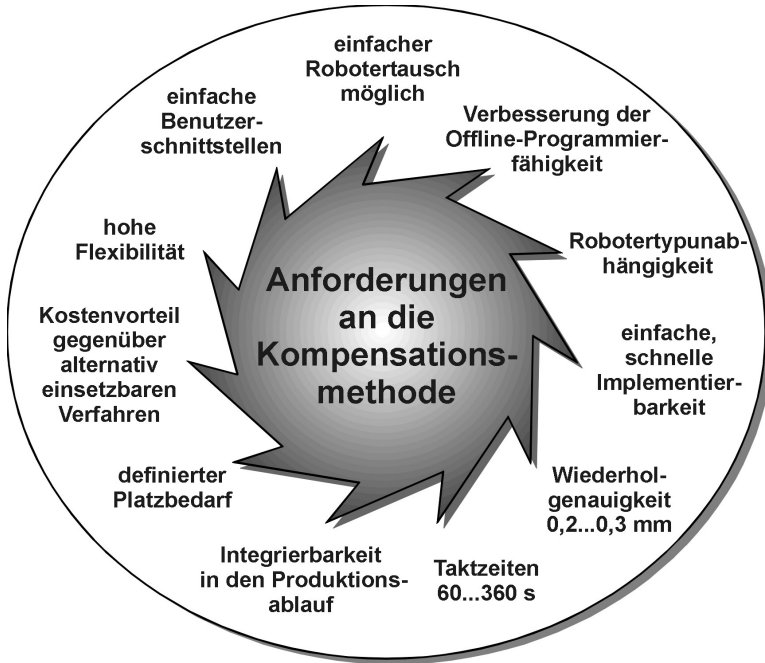 einfacher
Robotertausch
möglich
Verbesserung der
Offline-Programmier-
fähigkeit
Robotertypunab-
hängigkeit
einfache,
schnelle
Implementier-
barkeit
Wiederhol-
genauigkeit
0,2...0,3 mm
Taktzeiten
60...360 s
Integrierbarkeit
in den Produktions-
ablauf
definierter
Platzbedarf
Kostenvorteil
gegenüber
alternativ
einsetzbaren
Verfahren
hohe
Flexibilität
einfache
Benutzer-
schnittstellen
Anforderungen
an die
Kompensations-
methode